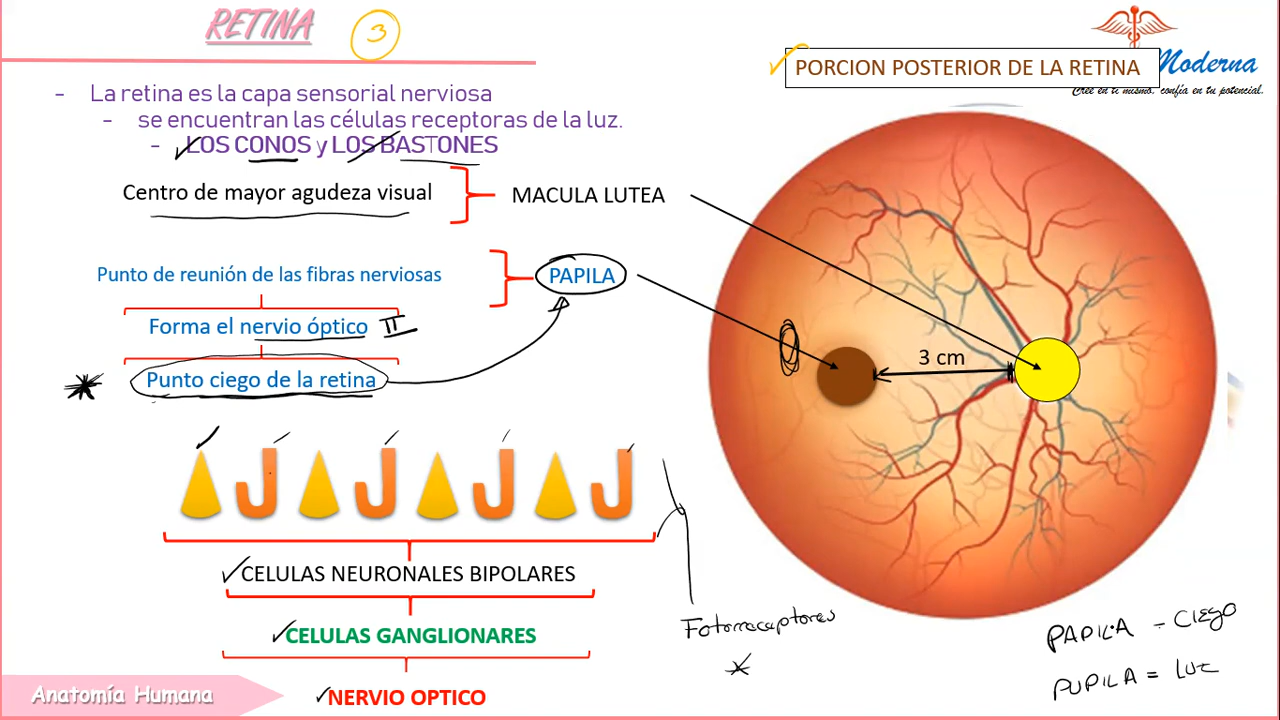 RETINA
3
Moderna
Cree en ti mismo, confía en tu potencial.
PORCION POSTERIOR DE LA RETINA
- La retina es la capa sensorial nerviosa
- se encuentran las células receptoras de la luz.
- LOS CONOS y LOS BASTONES
Centro de mayor agudeza visual
MACULA LUTEA
Punto de reunión de las fibras nerviosas
PAPILA
Forma el nervio óptico II
Punto ciego de la retina
3 cm
CELULAS NEURONALES BIPOLARES
CELULAS GANGLIONARES
NERVIO OPTICO
Fotorreceptores
PAPILA - CIEGO
PUPILA = LUZ
Anatomía Humana